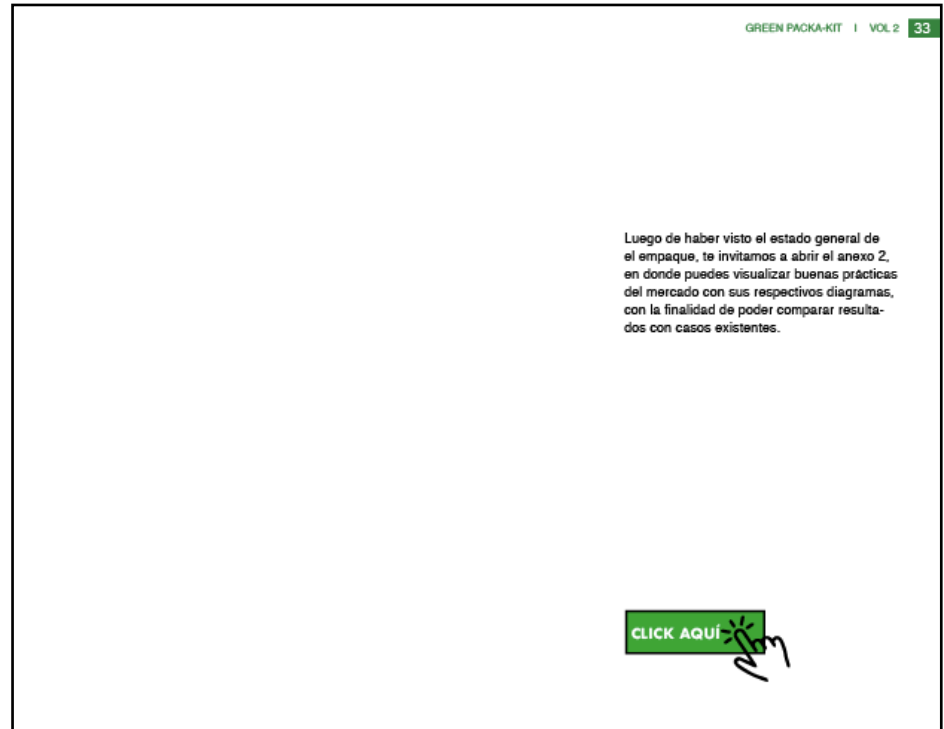 GREEN PACKA-KIT I VOL 2 33
Luego de haber visto el estado general de
el empaque, te invitamos a abrir el anexo 2,
en donde puedes visualizar buenas prácticas
del mercado con sus respectivos diagramas,
con la finalidad de poder comparar resulta-
dos con casos existentes.
CLICK AQUÍ